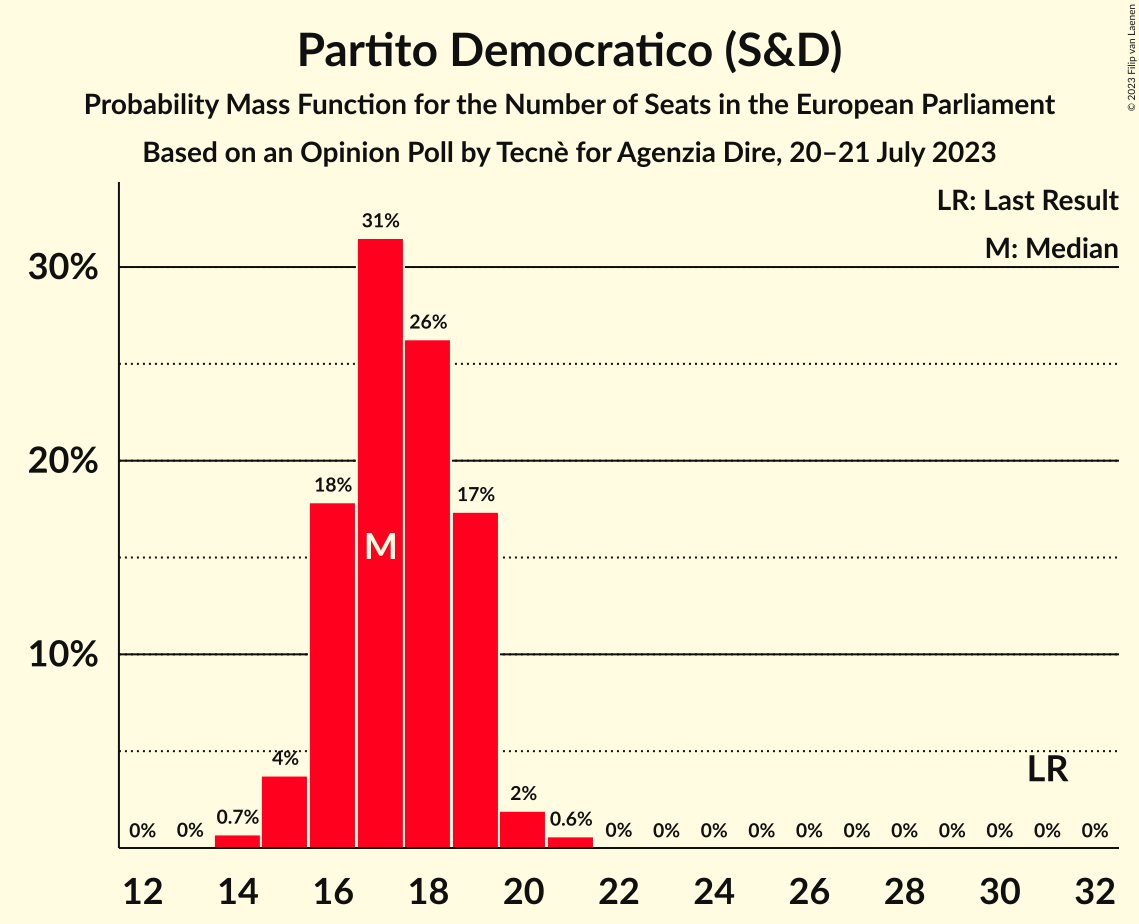 Partito Democratico (S&D)
Probability Mass Function for the Number of Seats in the European Parliament
Based on an Opinion Poll by Tecnè for Agenzia Dire, 20–21 July 2023
© 2023 Filip van Laenen
LR: Last Result
M: Median
30%
20%
10%
0% 0% 0.7% 4% 18% 31% 26% 17% 2% 0.6% 0% 0% 0% 0% 0% 0% 0% 0% 0% 0% 0%
M
LR
12 14 16 18 20 22 24 26 28 30 32